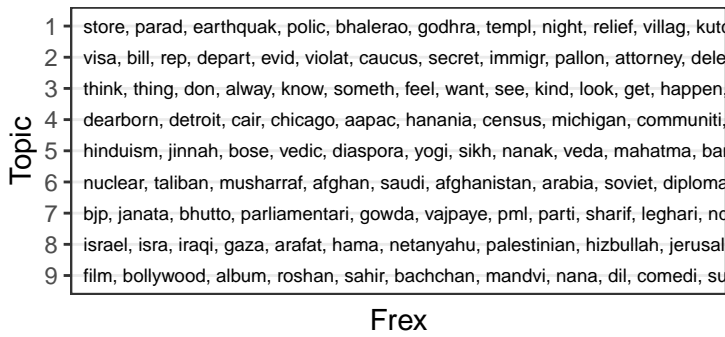 1 store, parad, earthquak, polic, bhalerao, godhra, templ, night, relief, villag,
2 visa, bill, rep, depart, evid, violat, caucus, secret, immigr, pallon, attorney,
3 think, thing, don, alway, know, someth, feel, want, see, kind, look, get, happen,
4 dearborn, detroit, cair, chicago, aapac, hanania, census, michigan, communiti,
5 hinduism, jinnah, bose, vedic, diaspora, yogi, sikh, nanak, veda, mahatma,
6 nuclear, taliban, musharraf, afghan, saudi, afghanistan, arabia, soviet,
7 bjp, janata, bhutto, parliamentari, gowda, vajpaye, pml, parti, sharif, leghari,
8 israel, isra, iraqi, gaza, arafat, hama, netanyahu, palestinian, hizbullah,
9 film, bollywood, album, roshan, sahir, bachchan, mandvi, nana, dil, comedi,
Topic
Frex